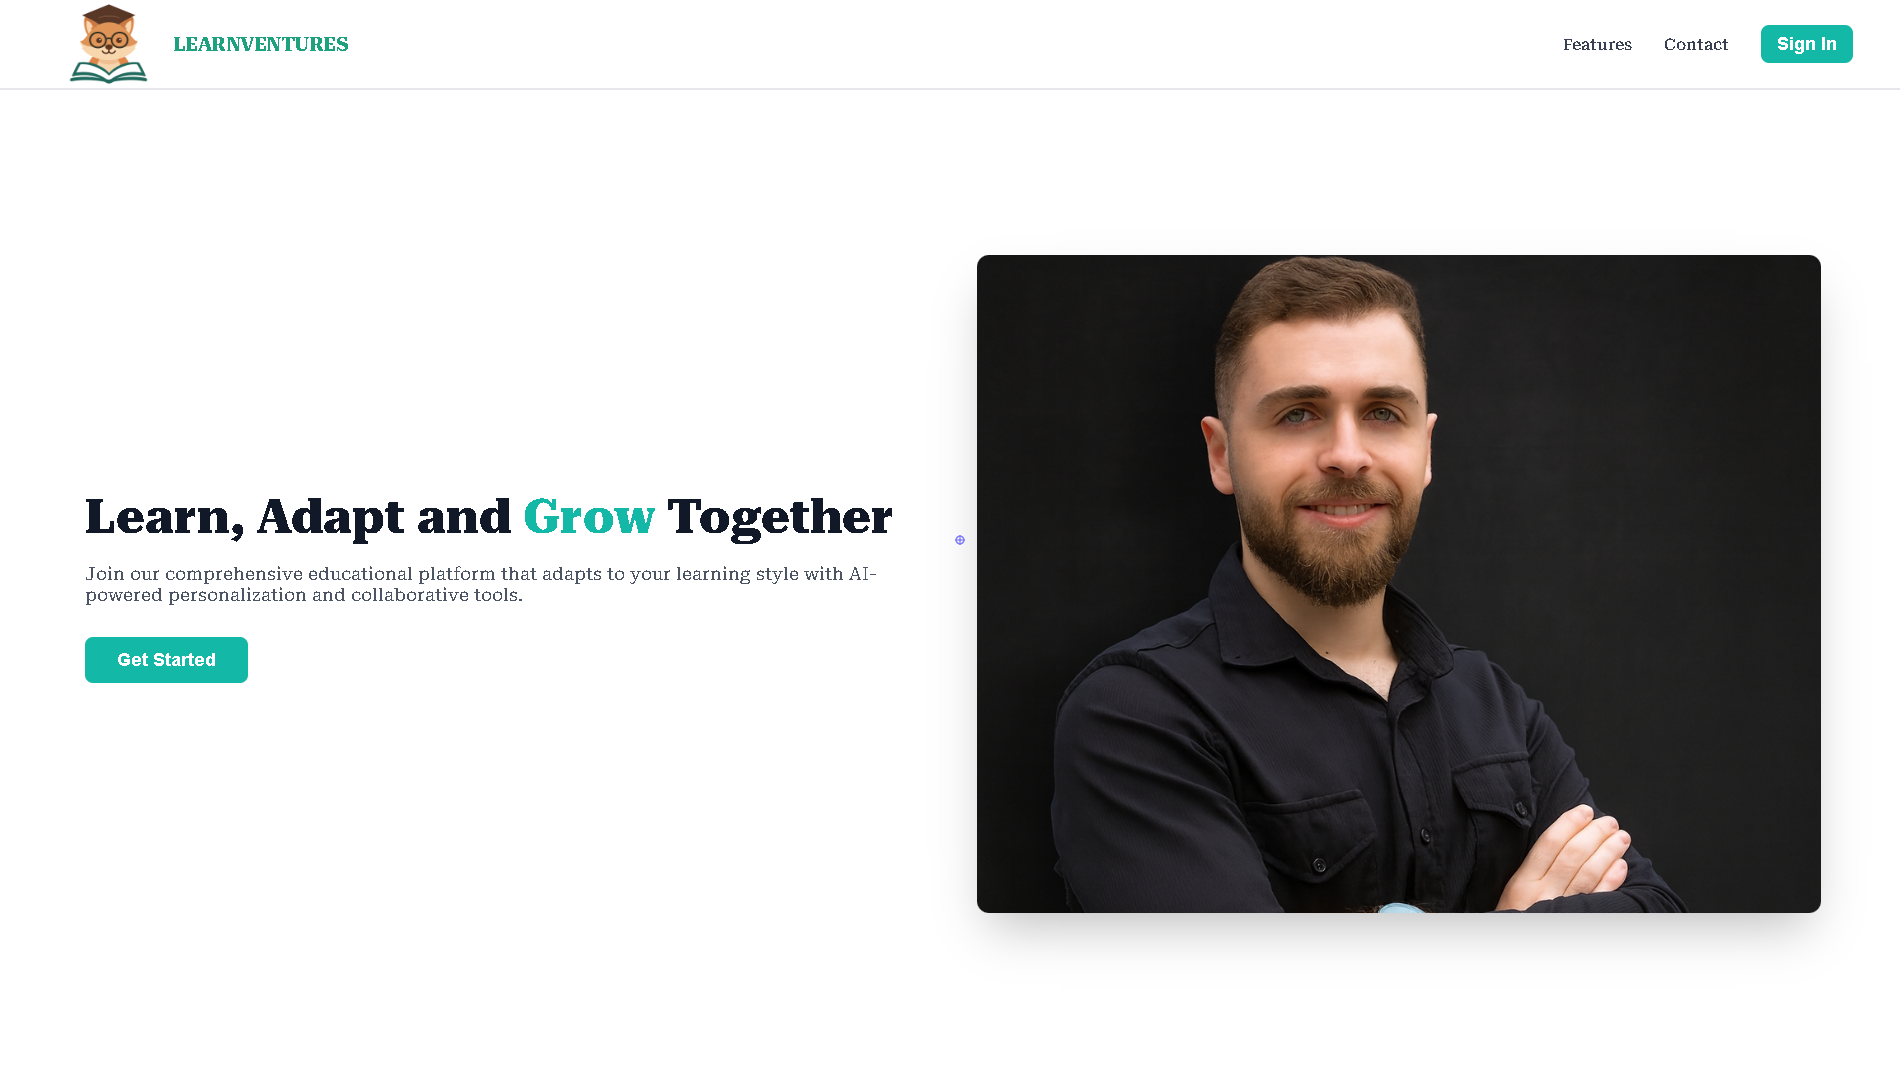 LEARNVENTURES
Features
Contact
Sign In
Learn, Adapt and Grow Together
Join our comprehensive educational platform that adapts to your learning style with AI-
powered personalization and collaborative tools.
Get Started